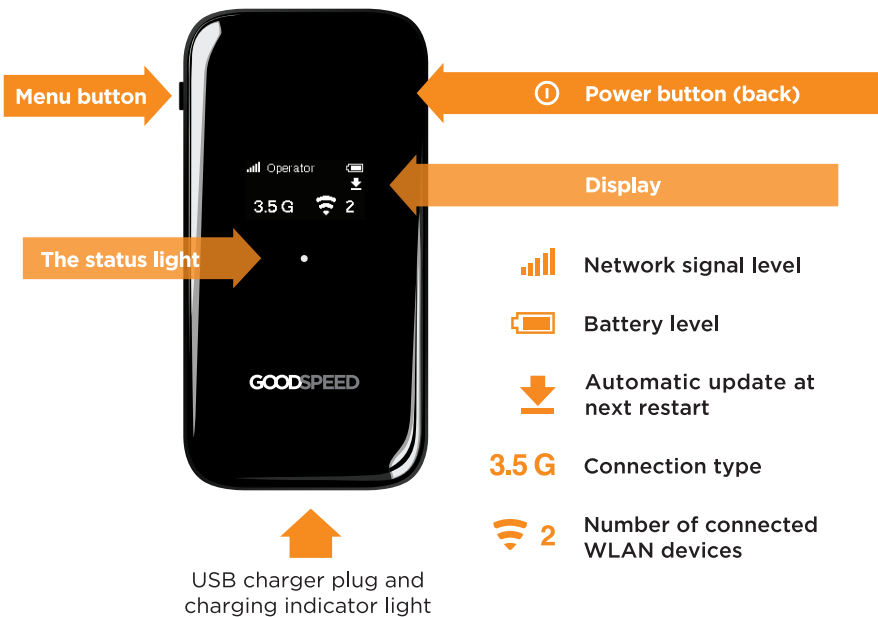 Menu button
Power button (back)
Operator
3.5 G 2
Display
The status light
GOODSPEED
Network signal level
Battery level
Automatic update at
next restart
3.5 G
Connection type
2
Number of connected
WLAN devices
USB charger plug and
charging indicator light